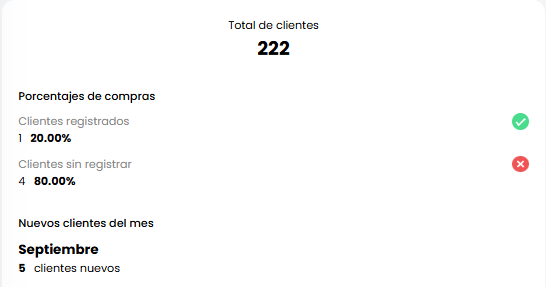 Total de clientes
222
Porcentajes de compras
Clientes registrados
1 20.00%
Clientes sin registrar
4 80.00%
Nuevos clientes del mes
Septiembre
5 clientes nuevos